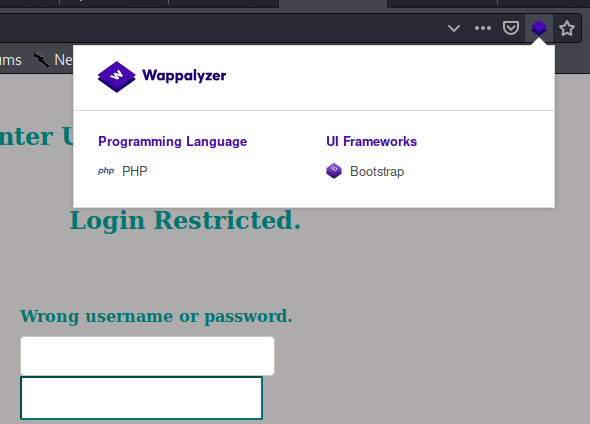 ums
Ne
W Wappalyzer
nter U
Programming Language
UI Frameworks
php PHP
B Bootstrap
Login Restricted.
Wrong username or password.